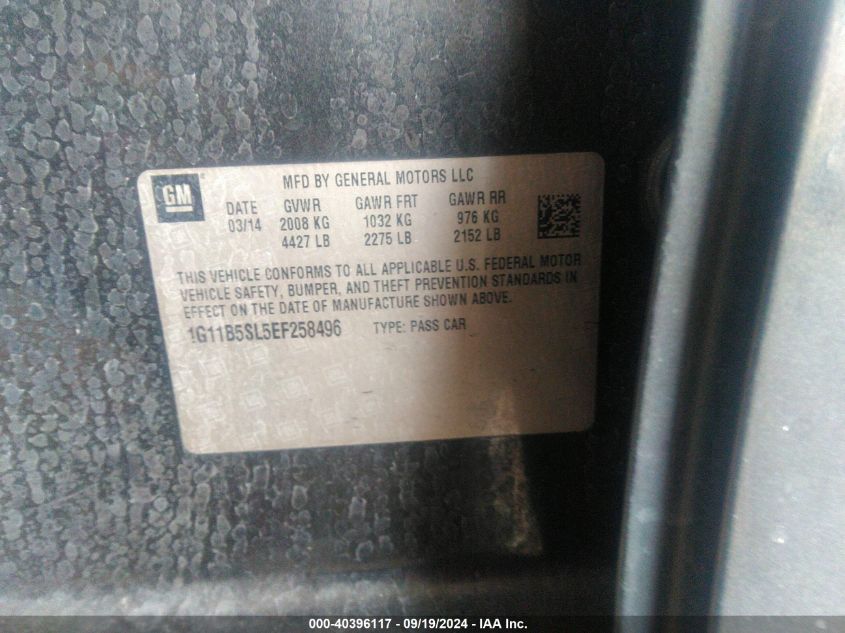 GM
MFD BY GENERAL MOTORS LLC
DATE GVWR GAWR FRT GAWR RR
03/14 2008 KG 1032 KG 976 KG
4427 LB 2275 LB 2152 LB
THIS VEHICLE CONFORMS TO ALL APPLICABLE U.S. FEDERAL MOTOR
VEHICLE SAFETY, BUMPER, AND THEFT PREVENTION STANDARDS IN
EFFECT ON THE DATE OF MANUFACTURE SHOWN ABOVE.
1G11B5SL5EF258496 TYPE: PASS CAR
000-40396117 - 09/19/2024 - IAA Inc.